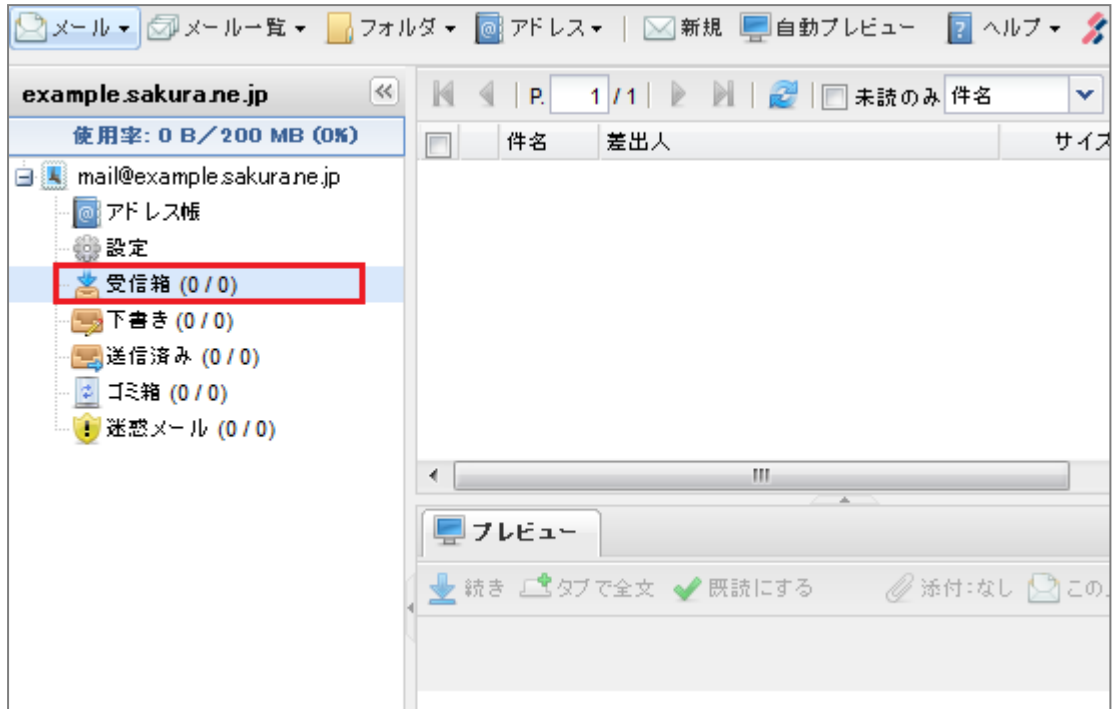 メール メール一覧 フォルダ アドレス 新規 自動プレビュー ヘルプ
example.sakura.ne.jp
使用率: 0 B／200 MB (0%)
mail@example.sakura.ne.jp
アドレス帳
設定
受信箱 (0 / 0)
下書き (0 / 0)
送信済み (0 / 0)
ゴミ箱 (0 / 0)
迷惑メール (0 / 0)
P. 1 / 1 未読のみ 件名
件名 差出人 サイズ
プレビュー
続き タブで全文 既読にする 添付:なし この